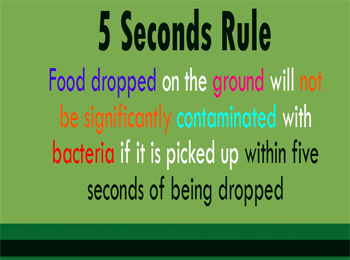 5 Seconds Rule
Food dropped on the ground will not
be significantly contaminated with
bacteria if it is picked up within five
seconds of being dropped